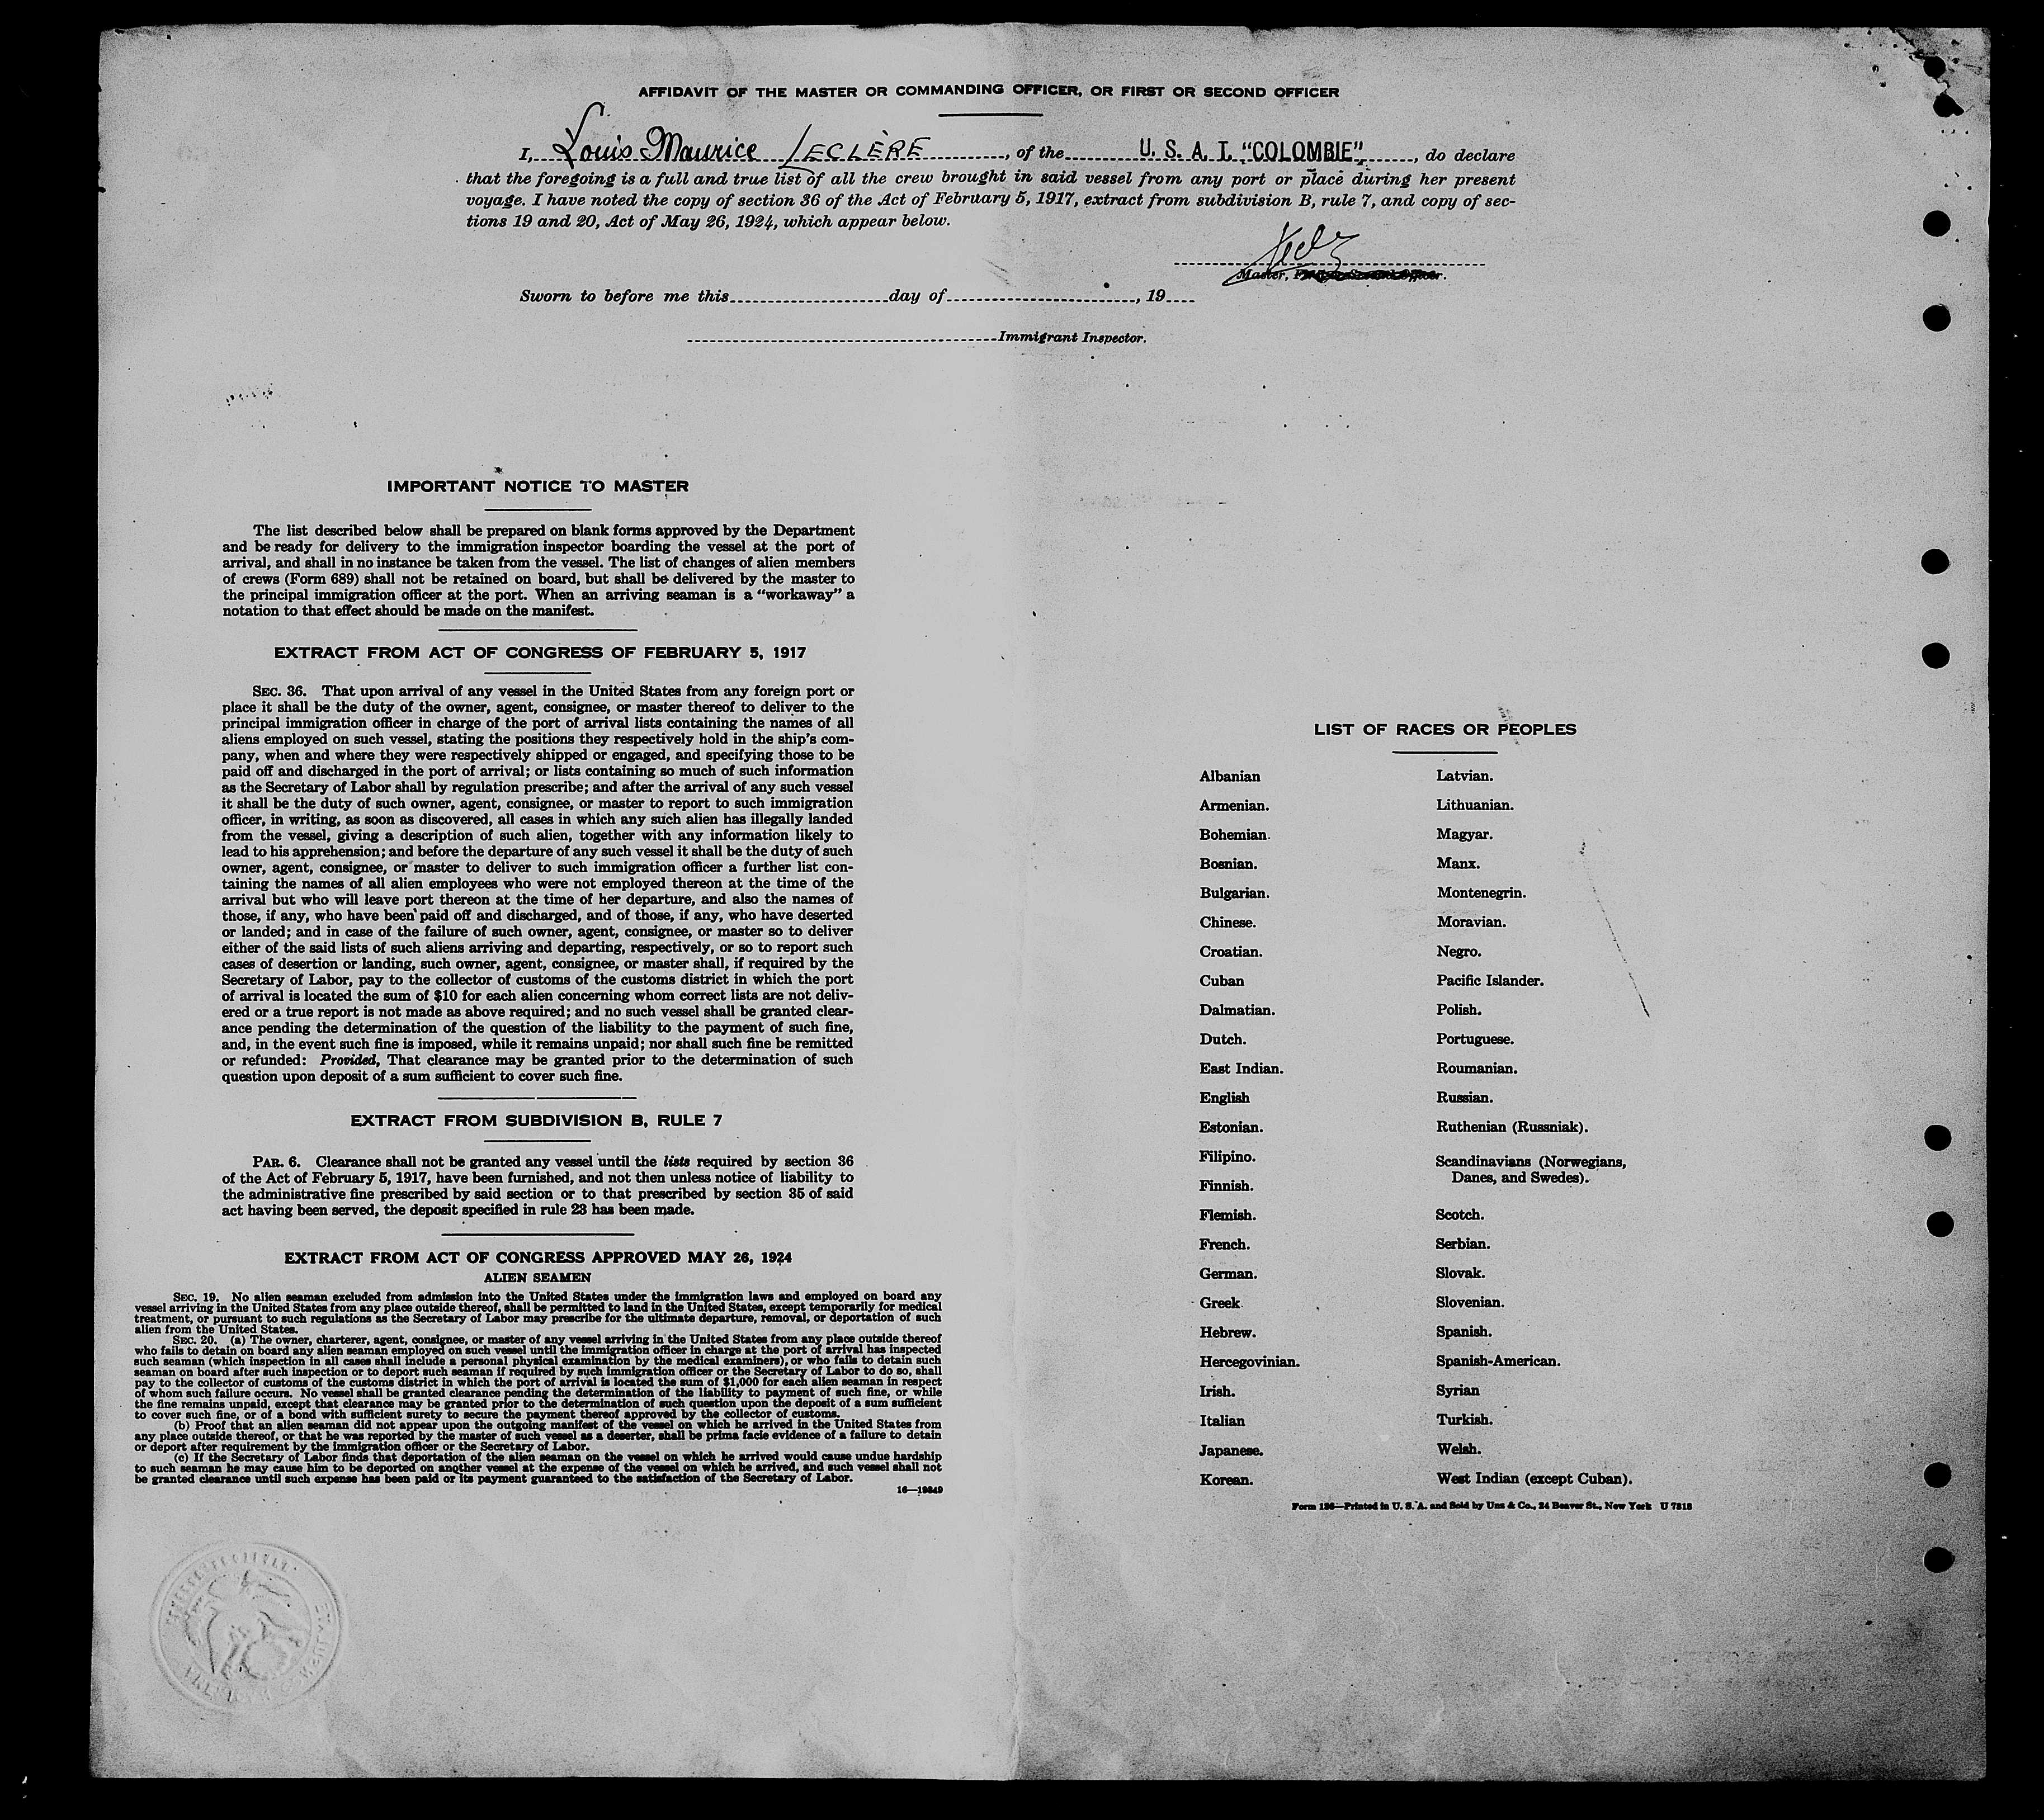 AFFIDAVIT OF THE MASTER OR COMMANDING OFFICER, OR FIRST OR SECOND OFFICER
I, Louis Maurice LECLÈRE, of the U. S. A. T. "COLOMBIE", do declare
that the foregoing is a full and true list of all the crew brought in said vessel from any port or place during her present
voyage. I have noted the copy of section 36 of the Act of February 5, 1917, extract from subdivision B, rule 7, and copy of sec-
tions 19 and 20, Act of May 26, 1924, which appear below.
Master, First or Second Officer.
Sworn to before me this day of , 19
Immigrant Inspector.
IMPORTANT NOTICE TO MASTER
The list described below shall be prepared on blank forms approved by the Department
and be ready for delivery to the immigration inspector boarding the vessel at the port of
arrival, and shall in no instance be taken from the vessel. The list of changes of alien members
of crews (Form 689) shall not be retained on board, but shall be delivered by the master to
the principal immigration officer at the port. When an arriving seaman is a "workaway" a
notation to that effect should be made on the manifest.
EXTRACT FROM ACT OF CONGRESS OF FEBRUARY 5, 1917
SEC. 36. That upon arrival of any vessel in the United States from any foreign port or
place it shall be the duty of the owner, agent, consignee, or master thereof to deliver to the
principal immigration officer in charge of the port of arrival lists containing the names of all
aliens employed on such vessel, stating the positions they respectively hold in the ship's com-
pany, when and where they were respectively shipped or engaged, and specifying those to be
paid off and discharged in the port of arrival; or lists containing so much of such information
as the Secretary of Labor shall by regulation prescribe; and after the arrival of any such vessel
it shall be the duty of such owner, agent, consignee, or master to report to such immigration
officer, in writing, as soon as discovered, all cases in which any such alien has illegally landed
from the vessel, giving a description of such alien, together with any information likely to
lead to his apprehension; and before the departure of any such vessel it shall be the duty of such
owner, agent, consignee, or master to deliver to such immigration officer a further list con-
taining the names of all alien employees who were not employed thereon at the time of the
arrival but who will leave port thereon at the time of her departure, and also the names of
those, if any, who have been paid off and discharged, and of those, if any, who have deserted
or landed; and in case of the failure of such owner, agent, consignee, or master so to deliver
either of the said lists of such aliens arriving and departing, respectively, or so to report such
cases of desertion or landing, such owner, agent, consignee, or master shall, if required by the
Secretary of Labor, pay to the collector of customs of the customs district in which the port
of arrival is located the sum of $10 for each alien concerning whom correct lists are not deliv-
ered or a true report is not made as above required; and no such vessel shall be granted clear-
ance pending the determination of the question of the liability to the payment of such fine,
and, in the event such fine is imposed, while it remains unpaid; nor shall such fine be remitted
or refunded: Provided, That clearance may be granted prior to the determination of such
question upon deposit of a sum sufficient to cover such fine.
EXTRACT FROM SUBDIVISION B, RULE 7
PAR. 6. Clearance shall not be granted any vessel until the lists required by section 36
of the Act of February 5, 1917, have been furnished, and not then unless notice of liability to
the administrative fine prescribed by said section or to that prescribed by section 35 of said
act having been served, the deposit specified in rule 23 has been made.
EXTRACT FROM ACT OF CONGRESS APPROVED MAY 26, 1924
ALIEN SEAMEN
SEC. 19. No alien seaman excluded from admission into the United States under the immigration laws and employed on board any
vessel arriving in the United States from any place outside thereof, shall be permitted to land in the United States, except temporarily for medical
treatment, or pursuant to such regulations as the Secretary of Labor may prescribe for the ultimate departure, removal, or deportation of such
alien from the United States.
SEC. 20. (a) The owner, charterer, agent, consignee, or master of any vessel arriving in the United States from any place outside thereof
who fails to detain on board any alien seaman employed on such vessel until the immigration officer in charge at the port of arrival has inspected
such seaman (which inspection in all cases shall include a personal physical examination by the medical examiners), or who fails to detain such
seaman on board after such inspection or to deport such seaman if required by such immigration officer or the Secretary of Labor to do so, shall
pay to the collector of customs of the customs district in which the port of arrival is located the sum of $1,000 for each alien seaman in respect
of whom such failure occurs. No vessel shall be granted clearance pending the determination of the liability to payment of such fine, or while
the fine remains unpaid, except that clearance may be granted prior to the determination of such question upon the deposit of a sum sufficient
to cover such fine, or of a bond with sufficient surety to secure the payment thereof approved by the collector of customs.
(b) Proof that an alien seaman did not appear upon the outgoing manifest of the vessel on which he arrived in the United States from
any place outside thereof, or that he was reported by the master of such vessel as a deserter, shall be prima facie evidence of a failure to detain
or deport after requirement by the immigration officer or the Secretary of Labor.
(c) If the Secretary of Labor finds that deportation of the alien seaman on the vessel on which he arrived would cause undue hardship
to such seaman he may cause him to be deported on another vessel at the expense of the vessel on which he arrived, and such vessel shall not
be granted clearance until such expense has been paid or its payment guaranteed to the satisfaction of the Secretary of Labor.
16—19849
LIST OF RACES OR PEOPLES
Albanian
Armenian.
Bohemian.
Bosnian.
Bulgarian.
Chinese.
Croatian.
Cuban
Dalmatian.
Dutch.
East Indian.
English
Estonian.
Filipino.
Finnish.
Flemish.
French.
German.
Greek
Hebrew.
Hercegovinian.
Irish.
Italian
Japanese.
Korean.
Latvian.
Lithuanian.
Magyar.
Manx.
Montenegrin.
Moravian.
Negro.
Pacific Islander.
Polish.
Portuguese.
Roumanian.
Russian.
Ruthenian (Russniak).
Scandinavians (Norwegians,
Danes, and Swedes).
Scotch.
Serbian.
Slovak.
Slovenian.
Spanish.
Spanish-American.
Syrian
Turkish.
Welsh.
West Indian (except Cuban).
Form 186—Printed in U. S. A. and Sold by Unz & Co., 24 Beaver St., New York U 7818